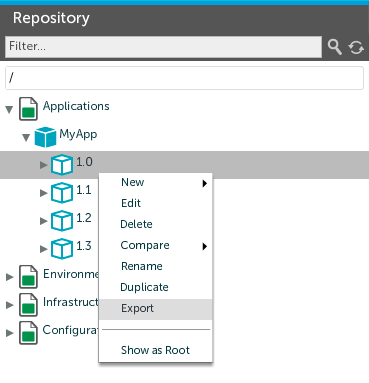 Repository
Filter...
/
Applications
MyApp
1.0
1.1
1.2
1.3
Environme
Infrastruct
Configurat
New
Edit
Delete
Compare
Rename
Duplicate
Export
Show as Root